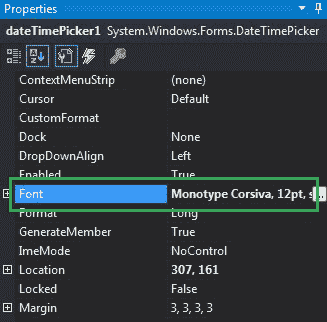 Properties
dateTimePicker1 System.Windows.Forms.DateTimePicker
ContextMenuStrip (none)
Cursor Default
CustomFormat
Dock None
DropDownAlign Left
Enabled True
Font Monotype Corsiva, 12pt, s ...
Format Long
GenerateMember True
ImeMode NoControl
Location 307, 161
Locked False
Margin 3, 3, 3, 3